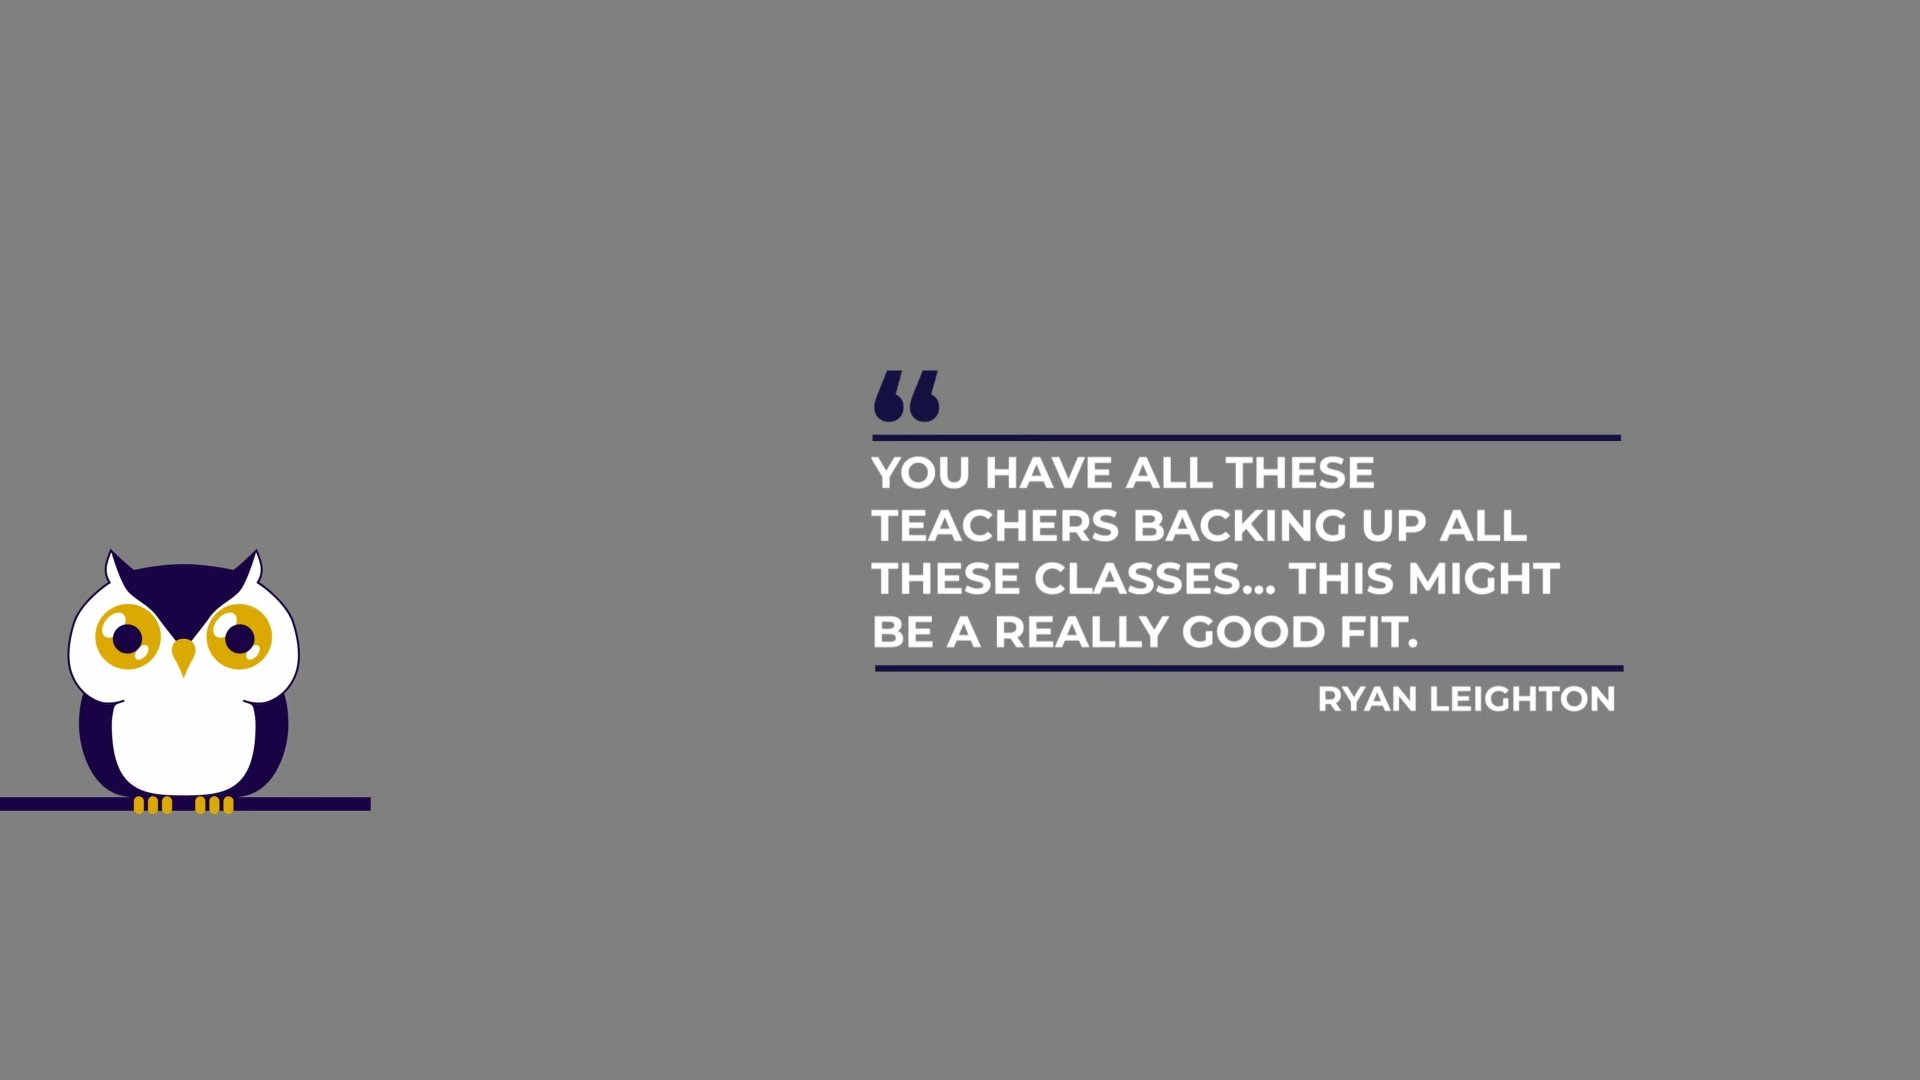 “
YOU HAVE ALL THESE
TEACHERS BACKING UP ALL
THESE CLASSES... THIS MIGHT
BE A REALLY GOOD FIT.
RYAN LEIGHTON